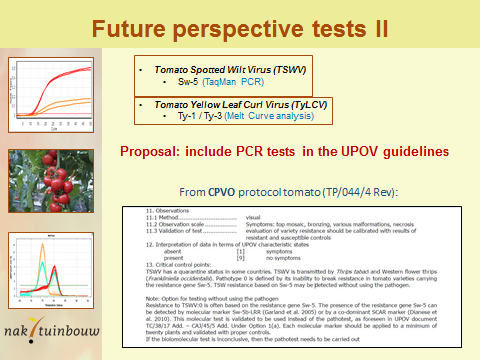 Future perspective tests II
• Tomato Spotted Wilt Virus (TSWV)
• Sw-5 (TaqMan PCR)
• Tomato Yellow Leaf Curl Virus (TyLCV)
• Ty-1 / Ty-3 (Melt Curve analysis)
Proposal: include PCR tests in the UPOV guidelines
From CPVO protocol tomato (TP/044/4 Rev):
11. Observations
11.1 Method................................ visual
11.2 Observation scale................ Symptoms: top mosaic, bronzing, various malformations, necrosis
11.3 Validation of test................. evaluation of variety resistance should be calibrated with results of
resistant and susceptible controls
12. Interpretation of data in terms of UPOV characteristic states
absent [1] symptoms
present [9] no symptoms
13. Critical control points:
TSWV has a quarantine status in some countries. TSWV is transmitted by Thrips tabaci and Western flower thrips
(Frankliniella occidentalis). Pathotype 0 is defined by its inability to break resistance in tomato varieties carrying
the resistance gene Sw-5. TSW resistance based on Sw-5 may be detected without using the pathogen.
Note: Option for testing without using the pathogen
Resistance to TSWV:0 is often based on the resistance gene Sw-5. The presence of the resistance gene Sw-5 can
be detected by molecular marker Sw-5b-LRR (Garland et al. 2005) or by a co-dominant SCAR marker (Dianese et
al. 2010). This molecular test is validated to be used instead of the pathotest, as foreseen in UPOV document
TC/38/17 Add. – CAJ/45/5 Add. Under Option 1(a). Each molecular marker should be applied to a minimum of
twenty plants and validated with proper controls.
If the biolomolecular test is inconclusive, then the pathotest needs to be carried out
nak tuinbouw